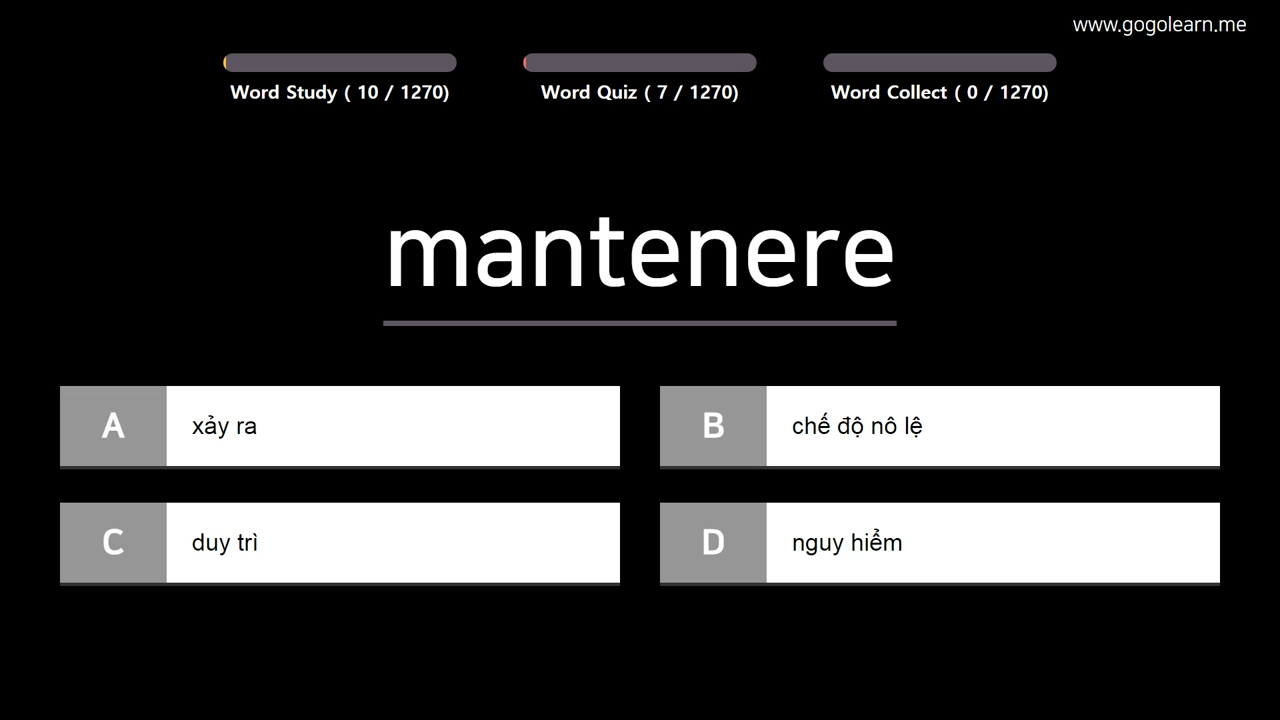 www.gogolearn.me
Word Study ( 10 / 1270)
Word Quiz ( 7 / 1270)
Word Collect ( 0 / 1270)
mantenere
A
xảy ra
B
chế độ nô lệ
C
duy trì
D
nguy hiểm